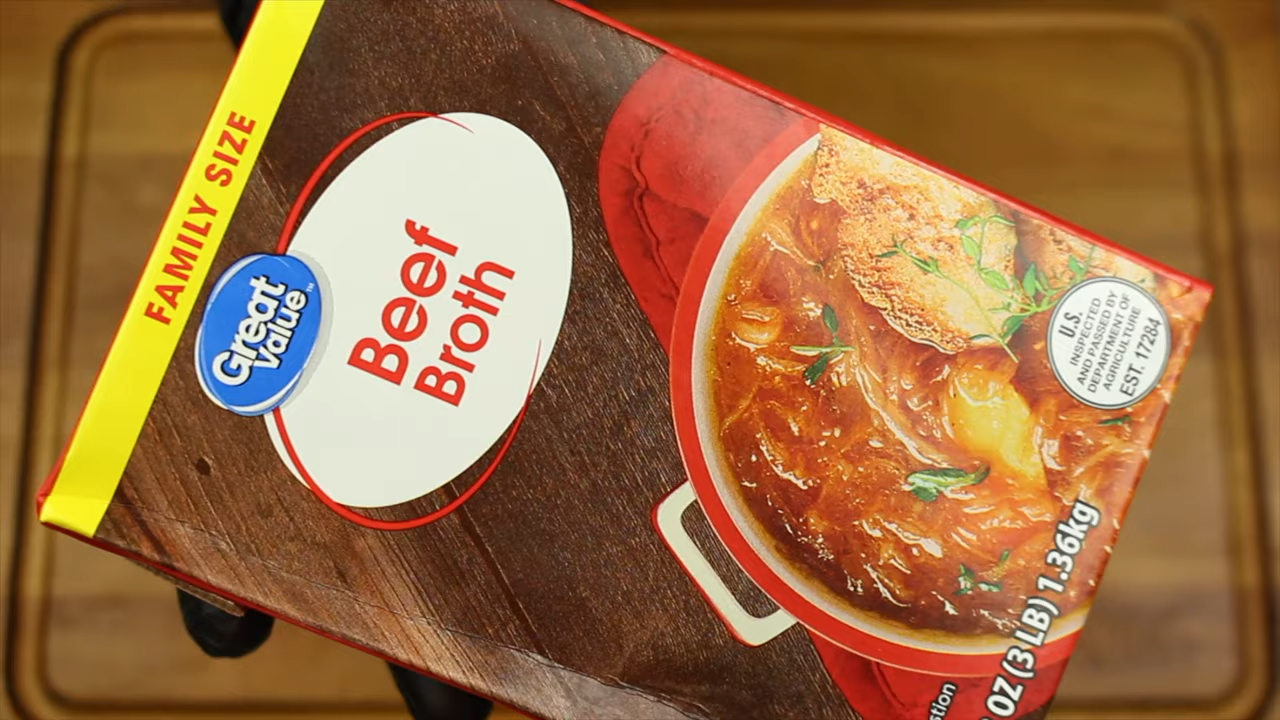 FAMILY SIZE
Great
Value™
Beef
Broth
U.S.
INSPECTED
AND PASSED BY
DEPARTMENT OF
AGRICULTURE
EST. 17284
OZ (3 LB) 1.36kg